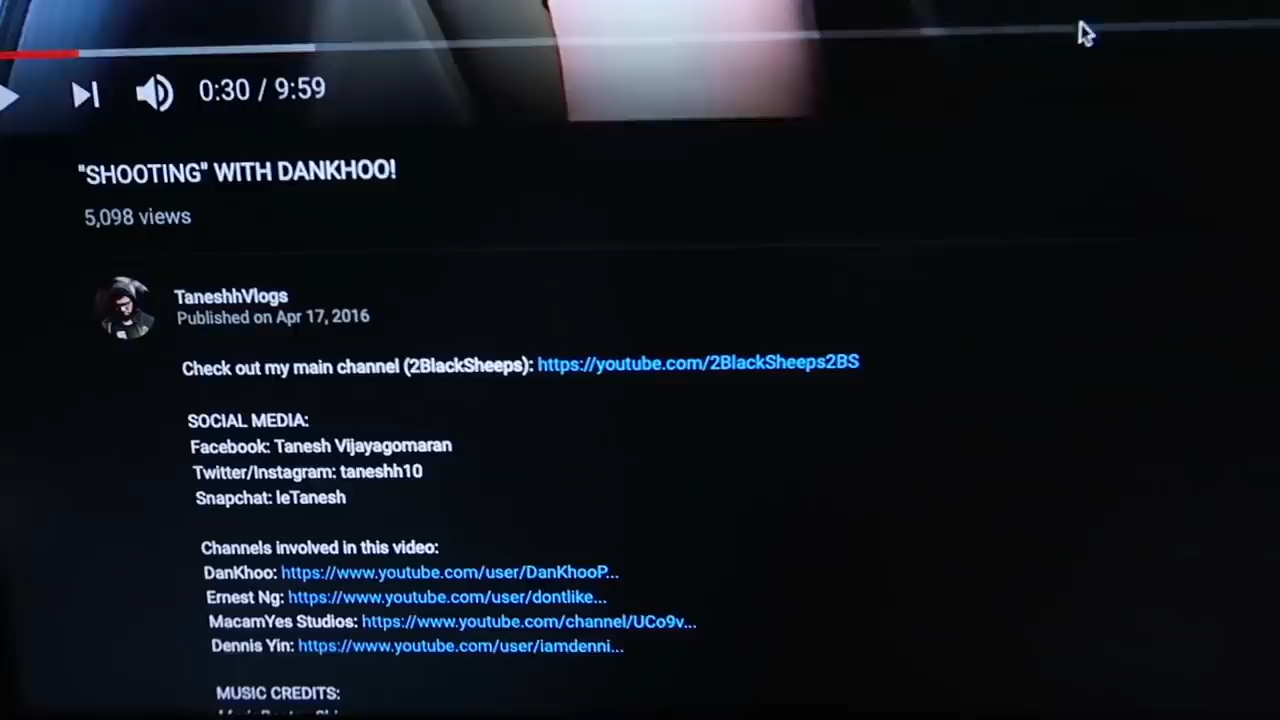 0:30 / 9:59
"SHOOTING" WITH DANKHOO!
5,098 views
TaneshhVlogs
Published on Apr 17, 2016
Check out my main channel (2BlackSheeps): https://youtube.com/2BlackSheeps2BS
SOCIAL MEDIA:
Facebook: Tanesh Vijayagomaran
Twitter/Instagram: taneshh10
Snapchat: leTanesh
Channels involved in this video:
DanKhoo: https://www.youtube.com/user/DanKhooP...
Ernest Ng: https://www.youtube.com/user/dontlike...
MacamYes Studios: https://www.youtube.com/channel/UCo9v...
Dennis Yin: https://www.youtube.com/user/iamdenni...
MUSIC CREDITS: